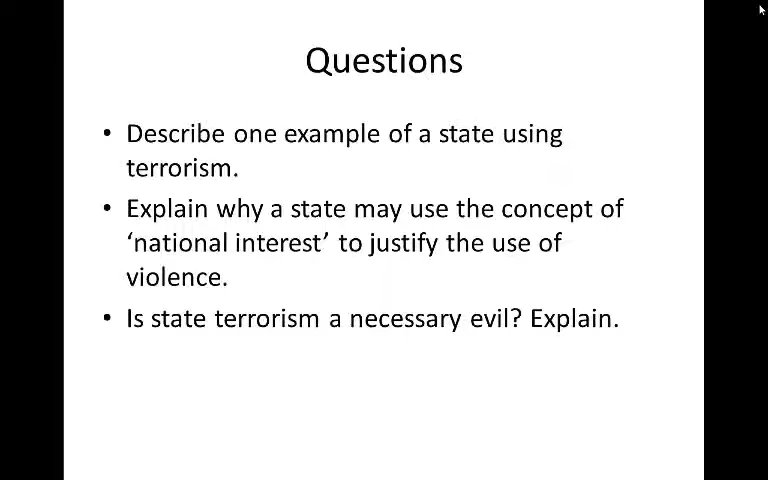 Questions
• Describe one example of a state using
terrorism.
• Explain why a state may use the concept of
‘national interest’ to justify the use of
violence.
• Is state terrorism a necessary evil? Explain.